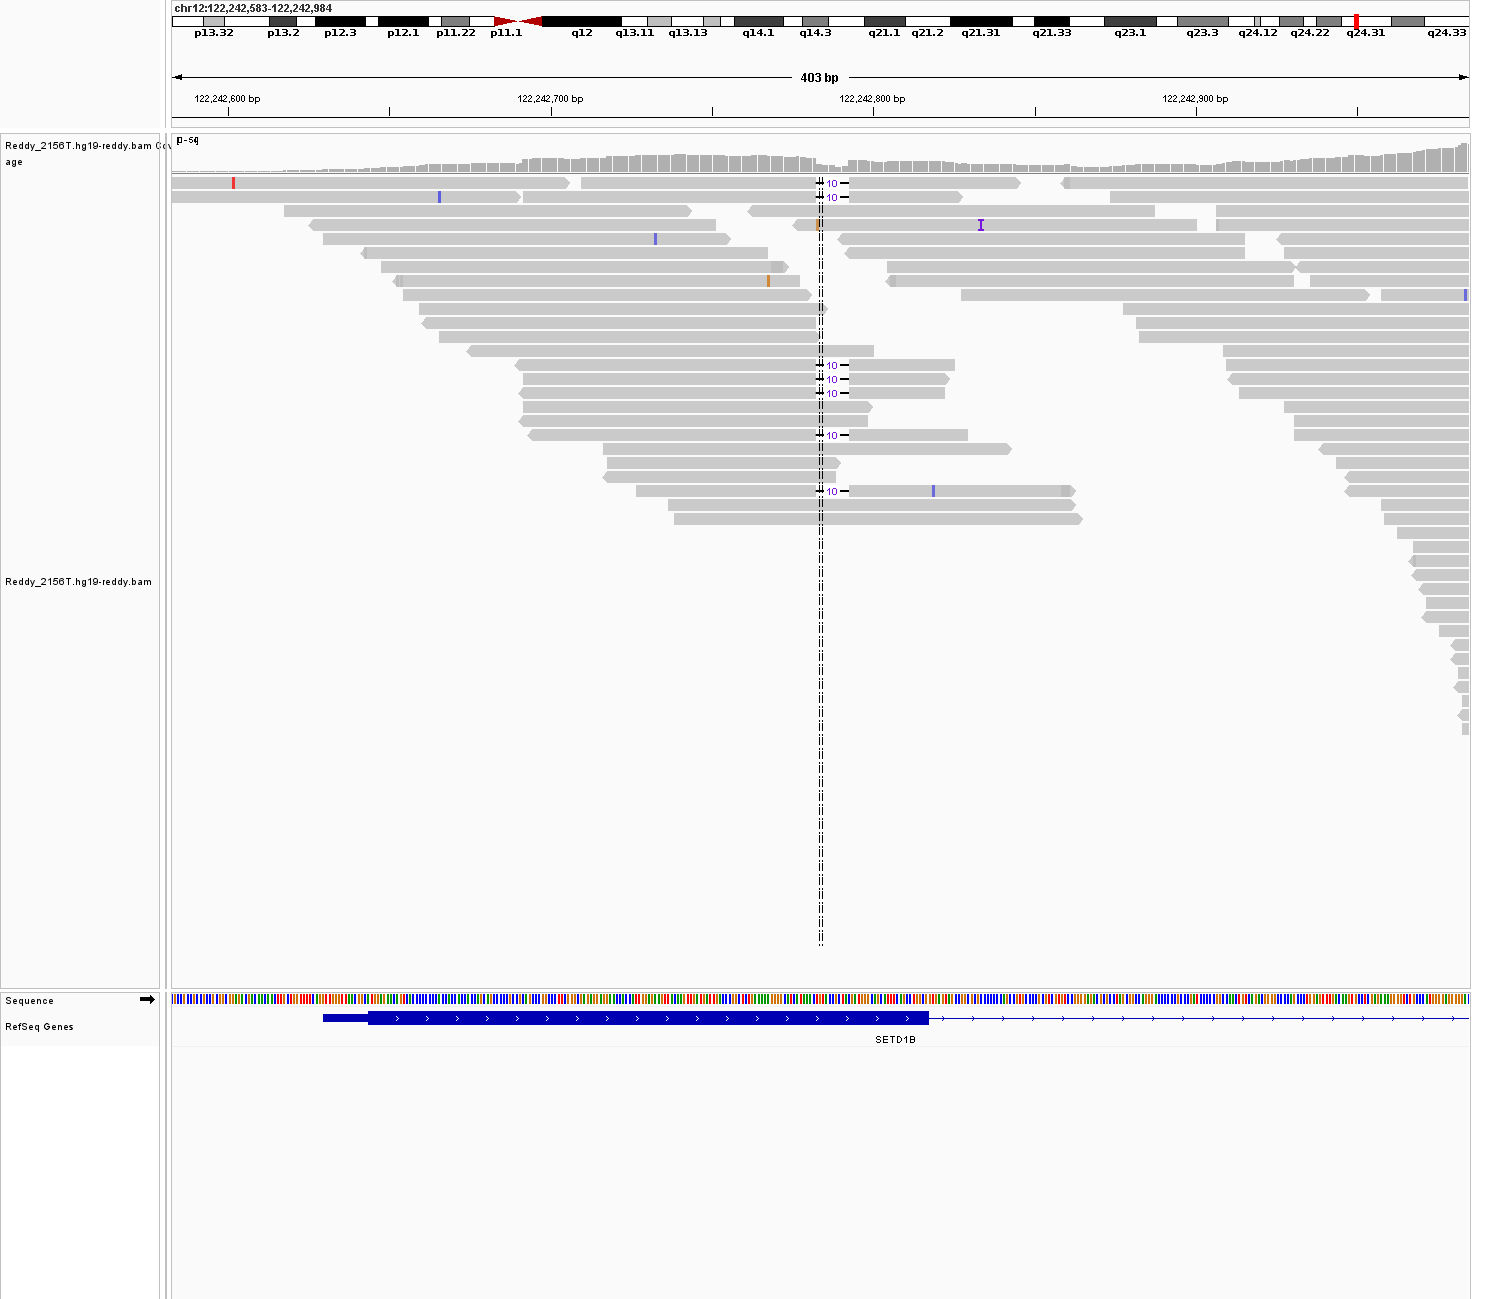 chr12:122,242,583-122,242,984
p13.32 p13.2 p12.3 p12.1 p11.22 p11.1 q12 q13.11 q13.13 q14.1 q14.3 q21.1 q21.2 q21.31 q21.33 q23.1 q23.3 q24.12 q24.22 q24.31 q24.33
403 bp
122,242,600 bp 122,242,700 bp 122,242,800 bp 122,242,900 bp
Reddy_2156T.hg19-reddy.bam Cov
age
[0-54]
10
10
10
10
10
10
10
Reddy_2156T.hg19-reddy.bam
Sequence
RefSeq Genes
SETD1B